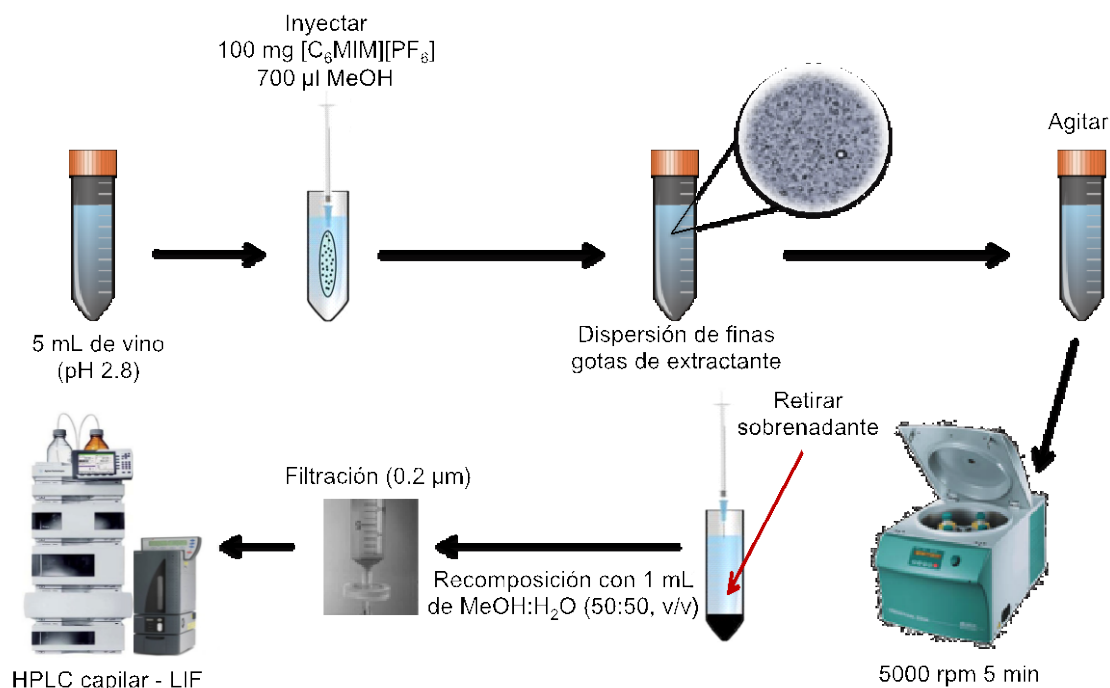 Inyectar
100 mg [C₆MIM][PF₆]
700 µl MeOH
Agitar
5 mL de vino
(pH 2.8)
Dispersión de finas
gotas de extractante
Retirar
sobrenadante
Filtración (0.2 µm)
Recomposición con 1 mL
de MeOH:H₂O (50:50, v/v)
HPLC capilar - LIF
5000 rpm 5 min